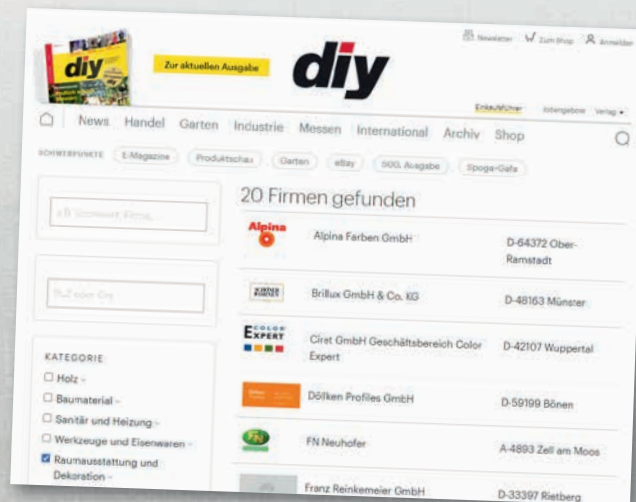 Newsletter Zum Shop Anmelden
diy
Zur aktuellen Ausgabe
diy
Einkaufsführer Jobangebote Verlag
News Handel Garten Industrie Messen International Archiv Shop
SCHWERPUNKTE E-Magazine Produktschau Garten eBay 500. Ausgabe Spoga-Gafa
20 Firmen gefunden
z.B. Stichwort, Firma...
Alpina
Alpina Farben GmbH D-64372 Ober-
Ramstadt
PLZ oder Ort
Brillux GmbH & Co. KG D-48163 Münster
COLOR
EXPERT
Ciret GmbH Geschäftsbereich Color D-42107 Wuppertal
Expert
KATEGORIE
Holz
Baumaterial
Sanitär und Heizung
Werkzeuge und Eisenwaren
Raumausstattung und
Dekoration
Döllken Profiles GmbH D-59199 Bönen
FN
FN Neuhofer A-4893 Zell am Moos
Franz Reinkemeier GmbH D-33397 Rietberg